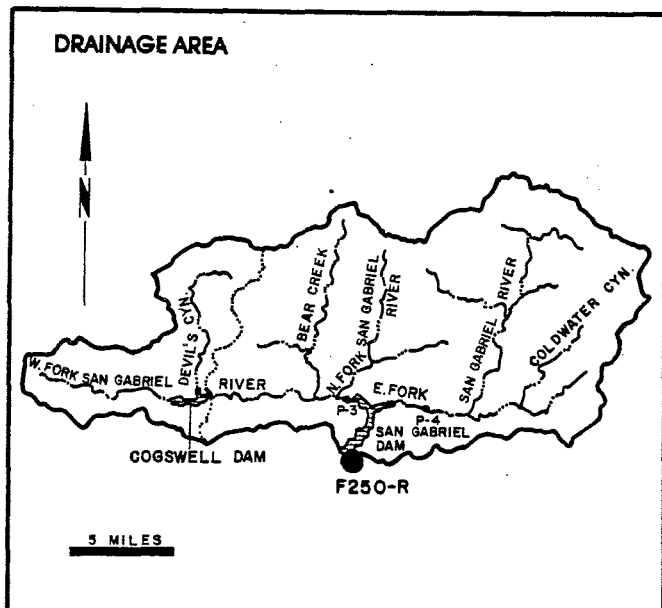 DRAINAGE AREA
N
DEVIL'S CYN.
BEAR CREEK
N. FORK SAN GABRIEL
RIVER
SAN GABRIEL RIVER
COLDWATER CYN.
W. FORK SAN GABRIEL RIVER
E. FORK
P-3
P-4
SAN GABRIEL
DAM
COGSWELL DAM
F250-R
5 MILES